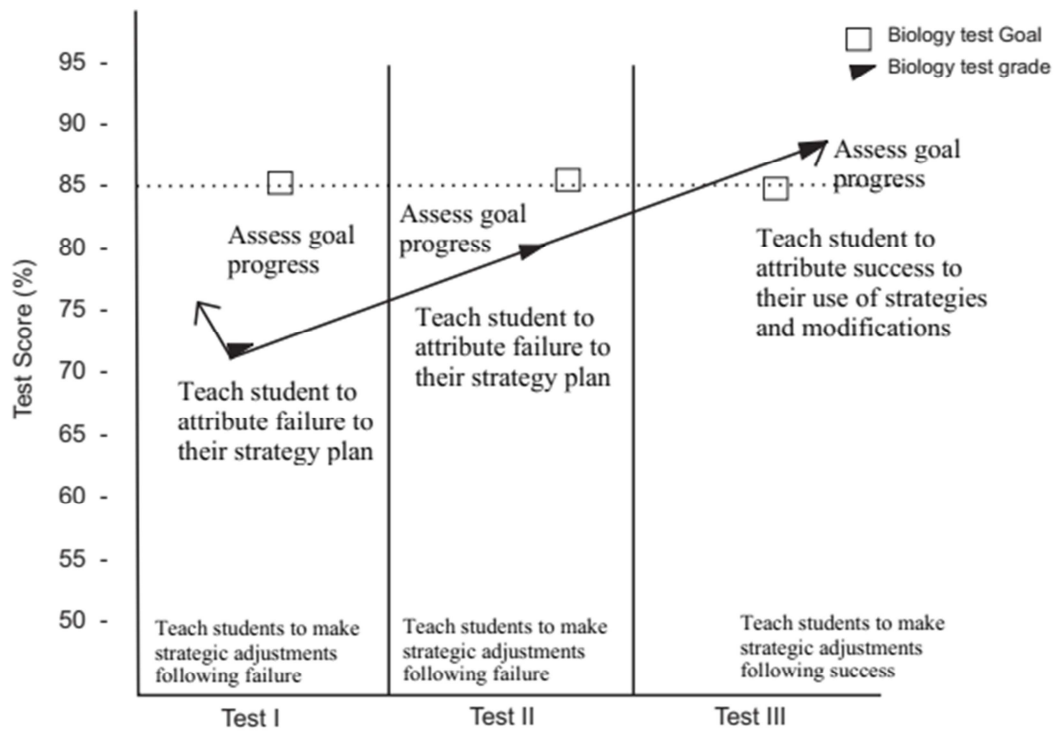 Biology test Goal
Biology test grade
Test Score (%)
95 -
90 -
85 -
80 -
75 -
70 -
65 -
60 -
55 -
50 -
Assess goal
progress
Teach student to
attribute failure to
their strategy plan
Teach students to make
strategic adjustments
following failure
Assess goal
progress
Teach student to
attribute failure to
their strategy plan
Teach students to make
strategic adjustments
following failure
Assess goal
progress
Teach student to
attribute success to
their use of strategies
and modifications
Teach students to make
strategic adjustments
following success
Test I
Test II
Test III